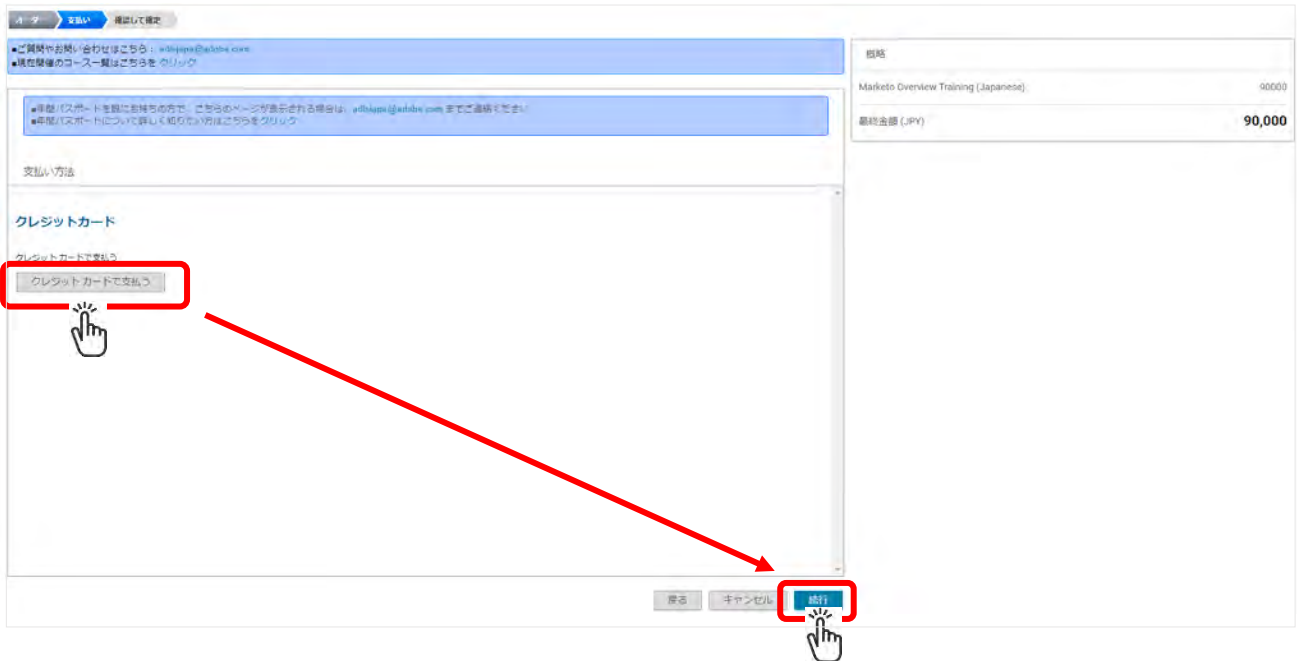 オーダー 支払い 確認して確定
■ご質問やお問い合わせはこちら：
■現在開催のコース一覧はこちらを クリック
■年間パスポートを既にお持ちの方で、こちらのページが表示される場合は、 までご連絡ください
■年間パスポートについて詳しく知りたい方はこちらをクリック
支払い方法
クレジットカード
クレジットカードで支払う
クレジットカードで支払う
戻る キャンセル 続行
概略
Marketo Overview Training (Japanese) 90000
最終金額 (JPY) 90,000